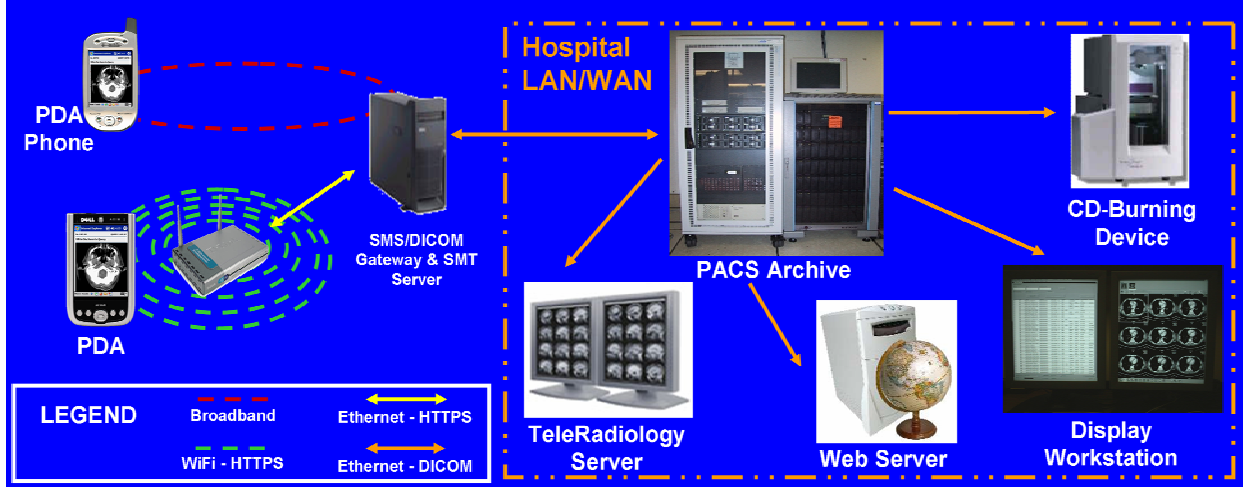 Hospital
LAN/WAN
PDA
Phone
DELL
SMS/DICOM
Gateway & SMT
Server
PDA
PACS Archive
CD-Burning
Device
TeleRadiology
Server
Web Server
Display
Workstation
LEGEND
Broadband
Ethernet - HTTPS
WiFi - HTTPS
Ethernet - DICOM